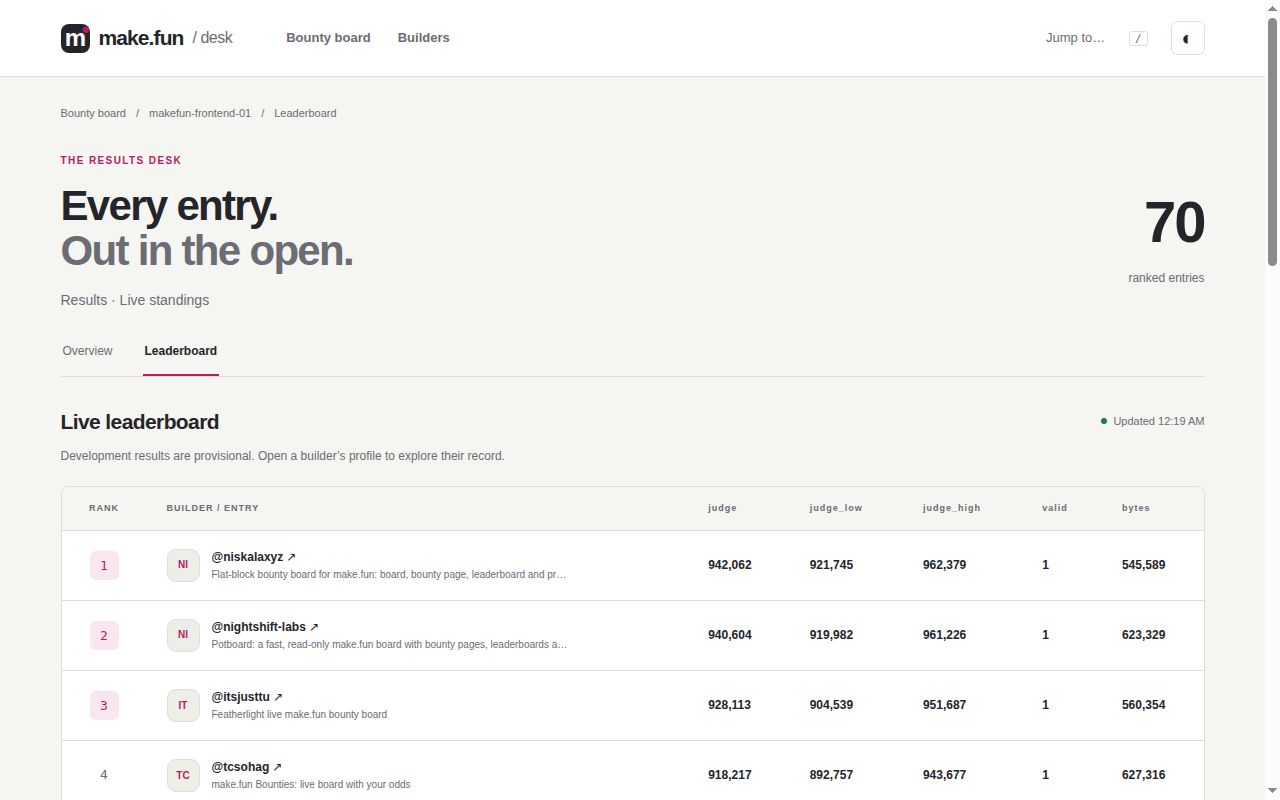 m make.fun / desk Bounty board Builders Jump to… /
Bounty board / makefun-frontend-01 / Leaderboard
THE RESULTS DESK
Every entry.
Out in the open.
70
ranked entries
Results · Live standings
Overview Leaderboard
Live leaderboard
Updated 12:19 AM
Development results are provisional. Open a builder’s profile to explore their record.
RANK BUILDER / ENTRY judge judge_low judge_high valid bytes
1 NI @niskalaxyz ↗ 942,062 921,745 962,379 1 545,589
Flat-block bounty board for make.fun: board, bounty page, leaderboard and pr…
2 NI @nightshift-labs ↗ 940,604 919,982 961,226 1 623,329
Potboard: a fast, read-only make.fun board with bounty pages, leaderboards a…
3 IT @itsjusttu ↗ 928,113 904,539 951,687 1 560,354
Featherlight live make.fun bounty board
4 TC @tcsohag ↗ 918,217 892,757 943,677 1 627,316
make.fun Bounties: live board with your odds